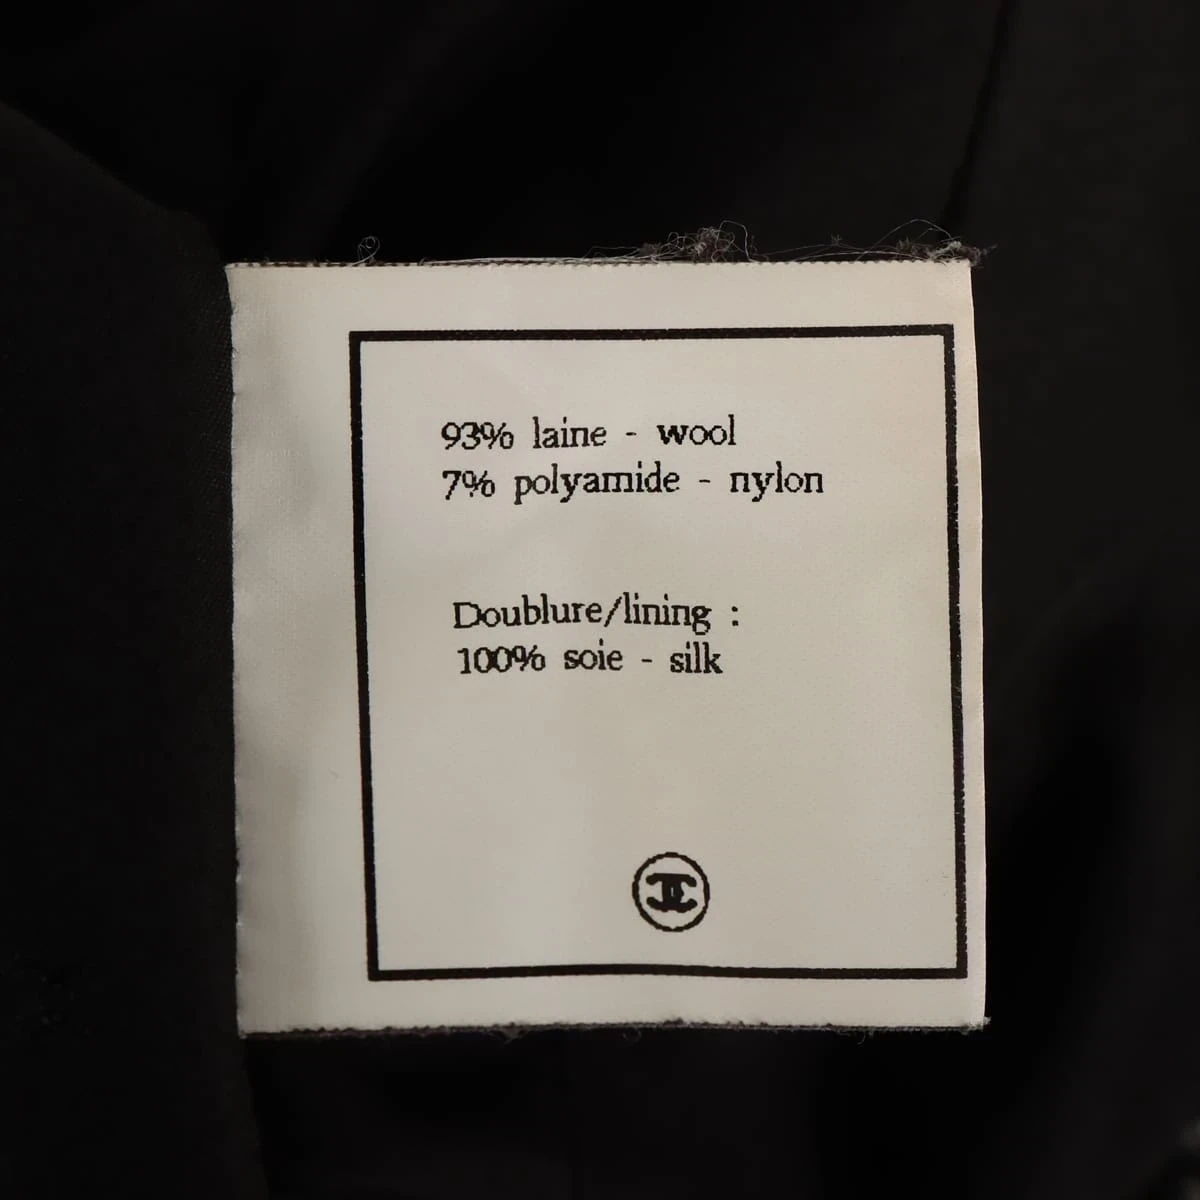 93% laine - wool
7% polyamide - nylon
Doublure/lining :
100% soie - silk